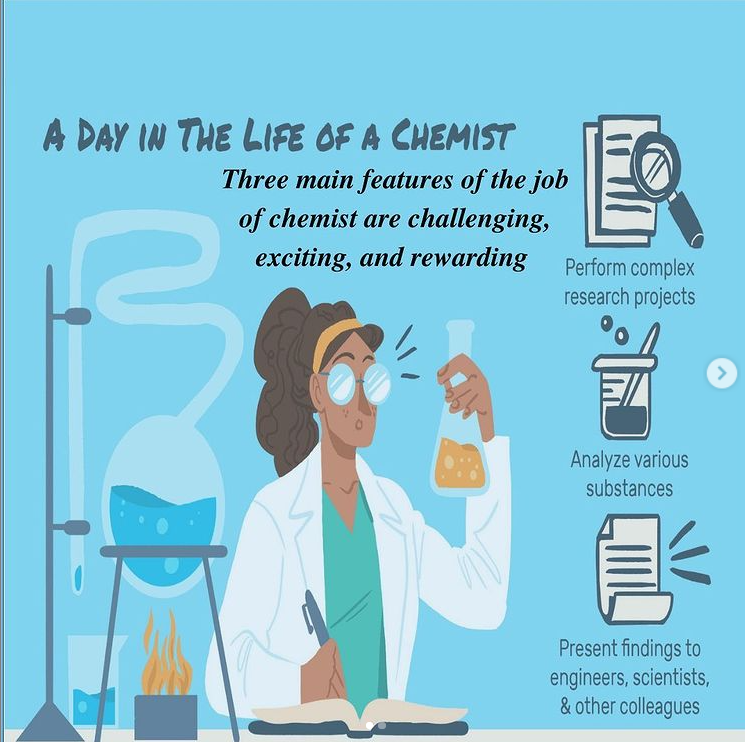 A Day in The Life of a Chemist
Three main features of the job
of chemist are challenging,
exciting, and rewarding
Perform complex
research projects
Analyze various
substances
Present findings to
engineers, scientists,
& other colleagues